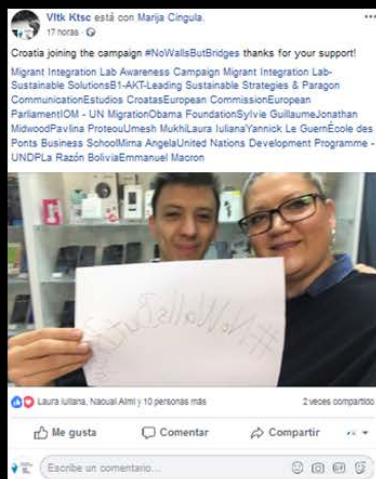 Vltk Ktsc está con Marija Cingula.
17 horas
Croatia joining the campaign #NoWallsButBridges thanks for your support!
Migrant Integration Lab Awareness Campaign Migrant Integration Lab-
Sustainable SolutionsB1-AKT-Leading Sustainable Strategies & Paragon
CommunicationEstudios CroatasEuropean CommissionEuropean
ParliamentIOM - UN MigrationObama FoundationSylvie GuillaumeJonathan
MidwoodPavlina ProteouUmesh MukhiLaura IulianaYannick Le GuernÉcole des
Ponts Business SchoolMirna AngelaUnited Nations Development Programme -
UNDPLa Razón BoliviaEmmanuel Macron
#NoWallsBut
Laura Iuliana, Naoual Almi y 10 personas más
2 veces compartido
Me gusta
Comentar
Compartir
Escribe un comentario...
GIF